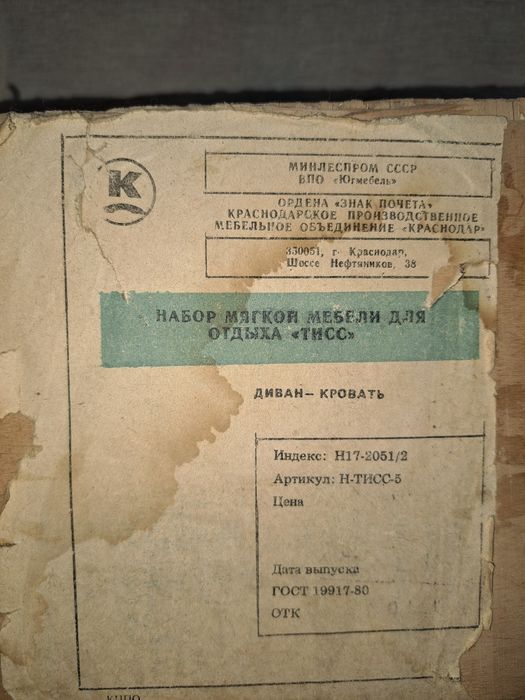 К
МИНЛЕСПРОМ СССР
ВПО «Югмебель»
ОРДЕНА «ЗНАК ПОЧЕТА»
КРАСНОДАРСКОЕ ПРОИЗВОДСТВЕННОЕ
МЕБЕЛЬНОЕ ОБЪЕДИНЕНИЕ «КРАСНОДАР»
350051, г. Краснодар,
Шоссе Нефтяников, 38
НАБОР МЯГКОЙ МЕБЕЛИ ДЛЯ
ОТДЫХА «ТИСС»
ДИВАН— КРОВАТЬ
Индекс: Н17-2051/2
Артикул: Н-ТИСС-5
Цена
Дата выпуска
ГОСТ 19917-80
ОТК